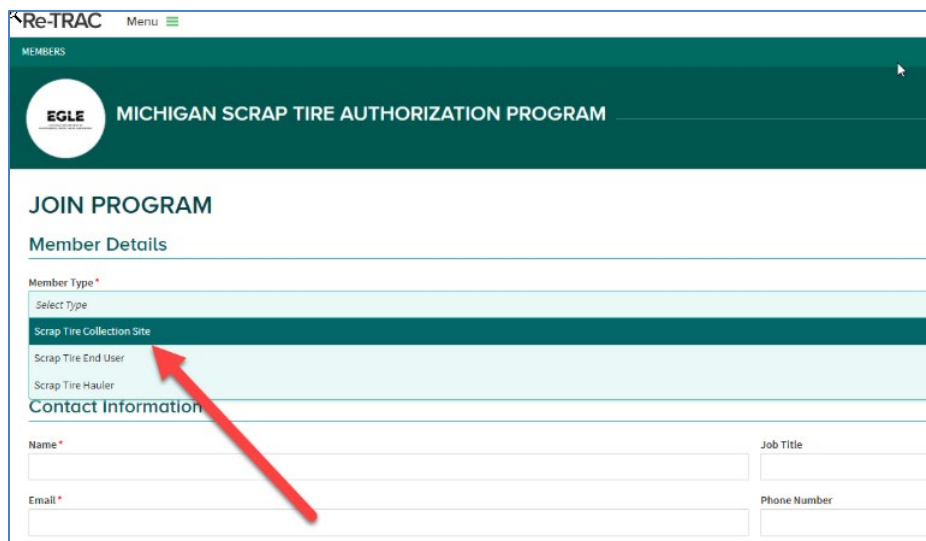 Re-TRAC Menu
MEMBERS
EGLE
MICHIGAN SCRAP TIRE AUTHORIZATION PROGRAM
JOIN PROGRAM
Member Details
Member Type *
Select Type
Scrap Tire Collection Site
Scrap Tire End User
Scrap Tire Hauler
Contact Information
Name * Job Title
Email * Phone Number